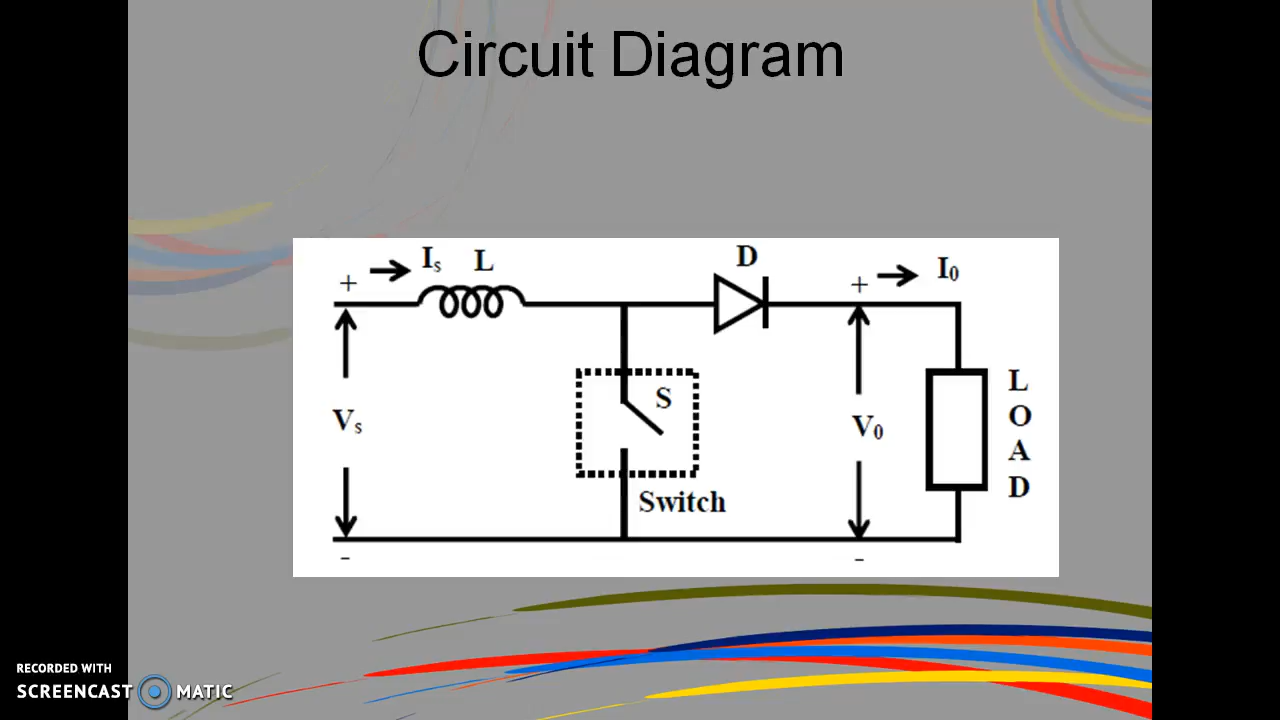 Circuit Diagram
I₀
Iₛ L D
+ +
Vₛ S V₀ L
O
A
D
Switch
- -
RECORDED WITH
SCREENCAST MATIC